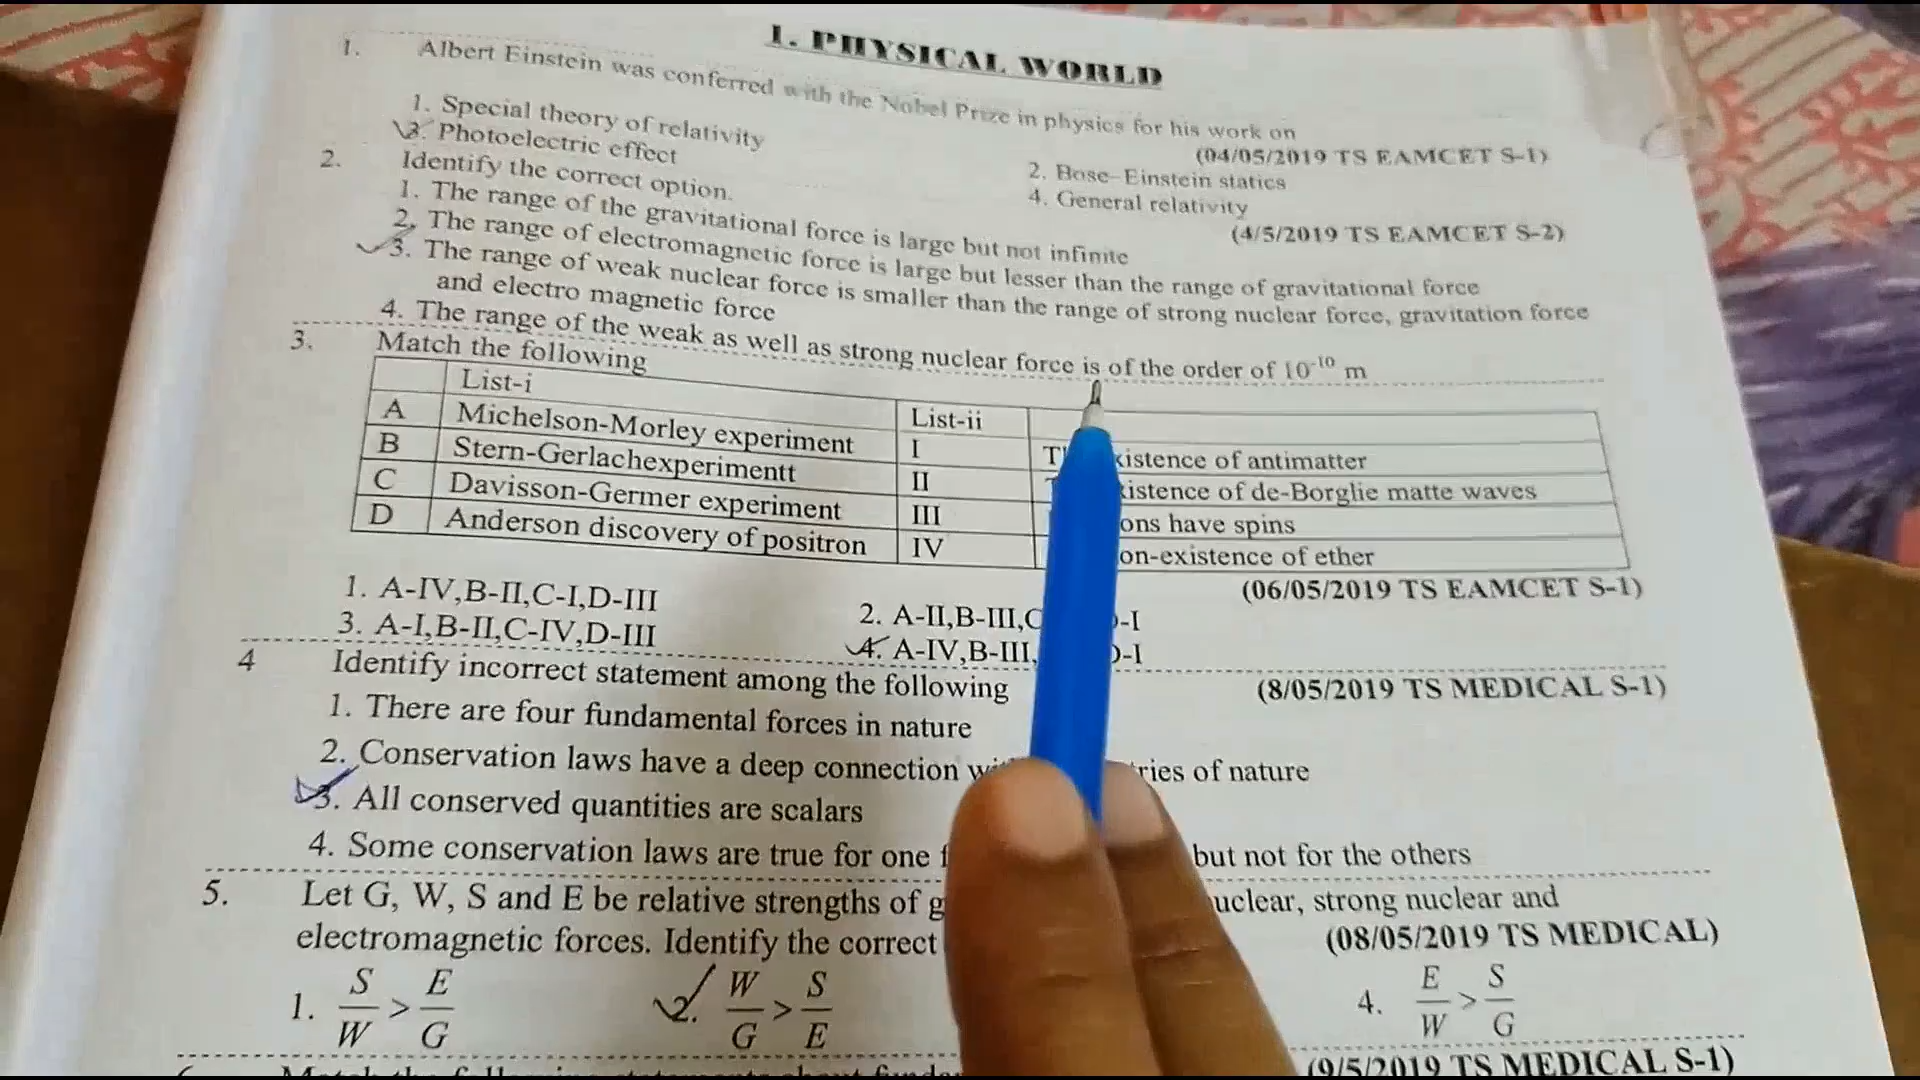 1. PHYSICAL WORLD
1. Albert Einstein was conferred with the Nobel Prize in physics for his work on
(04/05/2019 TS EAMCET S-1)
1. Special theory of relativity
2. Bose-Einstein statics
3. Photoelectric effect
4. General relativity
2. Identify the correct option.
(4/5/2019 TS EAMCET S-2)
1. The range of the gravitational force is large but not infinite
2. The range of electromagnetic force is large but lesser than the range of gravitational force
3. The range of weak nuclear force is smaller than the range of strong nuclear force, gravitation force
and electro magnetic force
4. The range of the weak as well as strong nuclear force is of the order of 10⁻¹⁰ m
3. Match the following
List-i List-ii
A Michelson-Morley experiment I istence of antimatter
B Stern-Gerlachexperimentt II istence of de-Borglie matte waves
C Davisson-Germer experiment III ons have spins
D Anderson discovery of positron IV on-existence of ether
(06/05/2019 TS EAMCET S-1)
1. A-IV,B-II,C-I,D-III
2. A-II,B-III,C -I
3. A-I,B-II,C-IV,D-III
4. A-IV,B-III, -I
4 Identify incorrect statement among the following
(8/05/2019 TS MEDICAL S-1)
1. There are four fundamental forces in nature
2. Conservation laws have a deep connection ries of nature
3. All conserved quantities are scalars
4. Some conservation laws are true for one but not for the others
5. Let G, W, S and E be relative strengths of uclear, strong nuclear and
electromagnetic forces. Identify the correct
(08/05/2019 TS MEDICAL)
1. S/W > E/G
2. W/G > S/E
4. E/W > S/G
(9/5/2019 TS MEDICAL S-1)